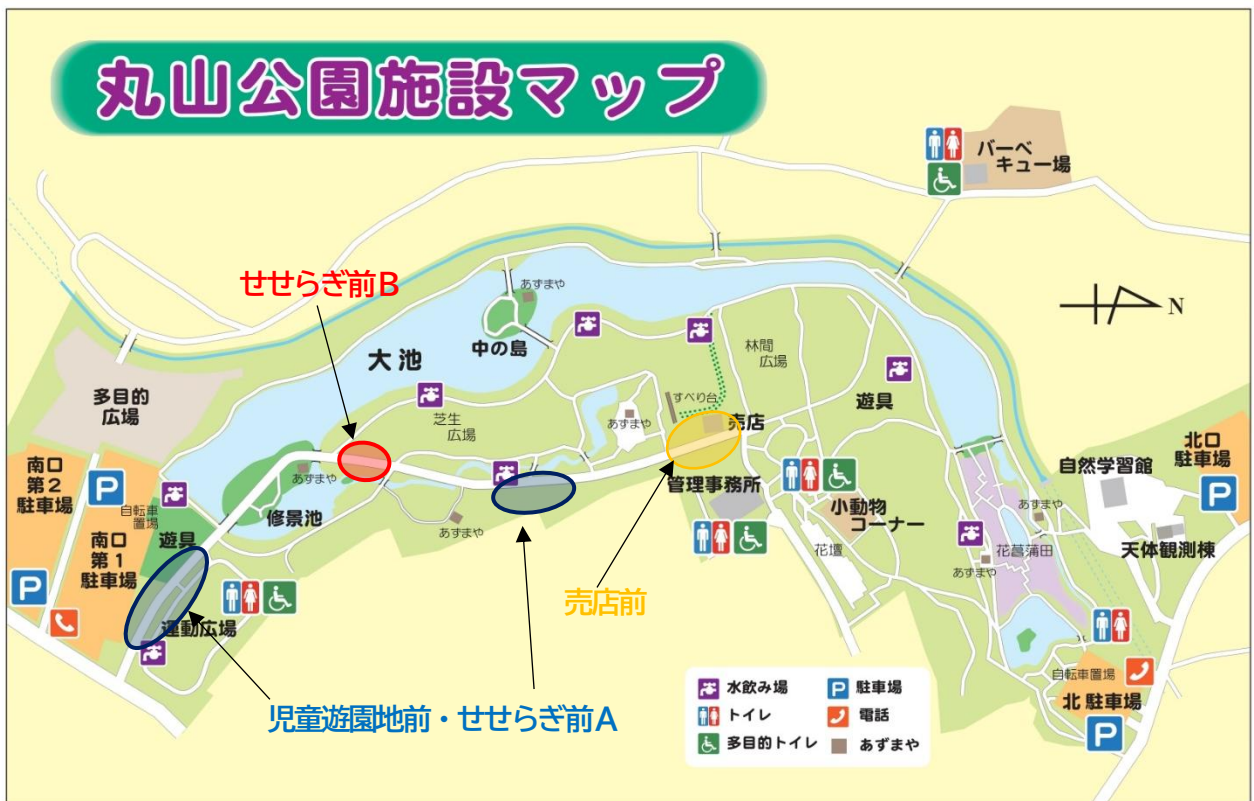 丸山公園施設マップ
バーベ
キュー場
せせらぎ前B
あずまや
N
中の島
大池
林間
広場
多目的
広場
すべり台
遊具
芝生
広場
あずまや
売店
北口
駐車場
P
自然学習館
南口
第2
駐車場
P
あずまや
管理事務所
小動物
コーナー
あずまや
自転車
置場
修景池
遊具
あずまや
花壇
花菖蒲田
天体観測棟
南口
第1
駐車場
あずまや
P
売店前
運動広場
自転車置場
北 駐車場
P
児童遊園地前・せせらぎ前A
水飲み場
P 駐車場
トイレ
電話
多目的トイレ
あずまや